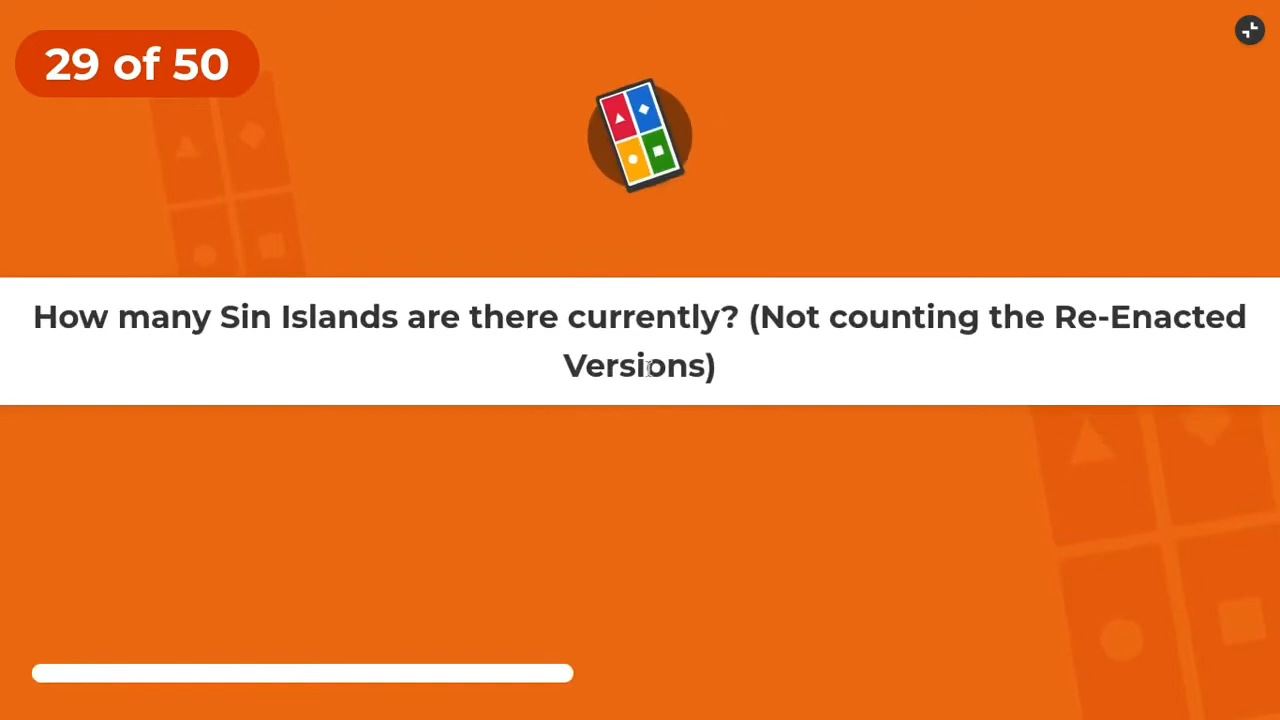 29 of 50
How many Sin Islands are there currently? (Not counting the Re-Enacted
Versions)